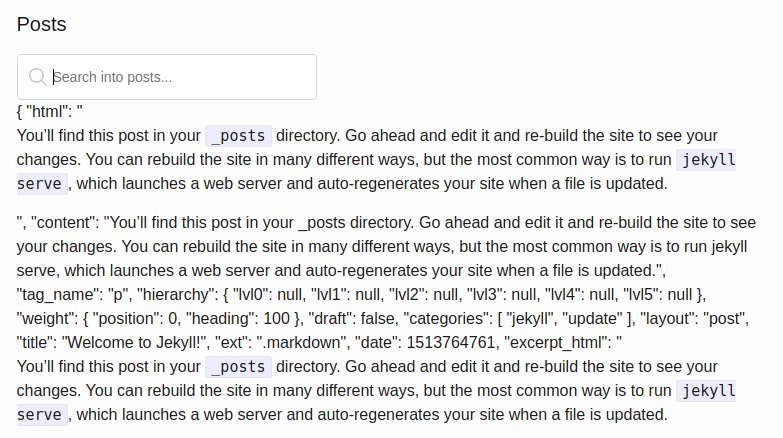 Posts
Search into posts...
{ "html": "
You’ll find this post in your _posts directory. Go ahead and edit it and re-build the site to see your
changes. You can rebuild the site in many different ways, but the most common way is to run jekyll
serve , which launches a web server and auto-regenerates your site when a file is updated.
", "content": "You’ll find this post in your _posts directory. Go ahead and edit it and re-build the site to see
your changes. You can rebuild the site in many different ways, but the most common way is to run jekyll
serve, which launches a web server and auto-regenerates your site when a file is updated.",
"tag_name": "p", "hierarchy": { "lvl0": null, "lvl1": null, "lvl2": null, "lvl3": null, "lvl4": null, "lvl5": null },
"weight": { "position": 0, "heading": 100 }, "draft": false, "categories": [ "jekyll", "update" ], "layout": "post",
"title": "Welcome to Jekyll!", "ext": ".markdown", "date": 1513764761, "excerpt_html": "
You’ll find this post in your _posts directory. Go ahead and edit it and re-build the site to see your
changes. You can rebuild the site in many different ways, but the most common way is to run jekyll
serve , which launches a web server and auto-regenerates your site when a file is updated.